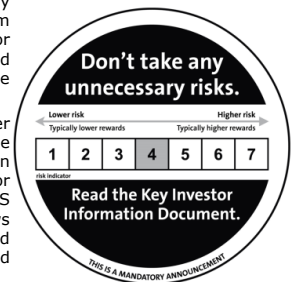 Don't take any
unnecessary risks.
Lower risk Higher risk
Typically lower rewards Typically higher rewards
1 2 3 4 5 6 7
risk indicator
Read the Key Investor
Information Document.
THIS IS A MANDATORY ANNOUNCEMENT